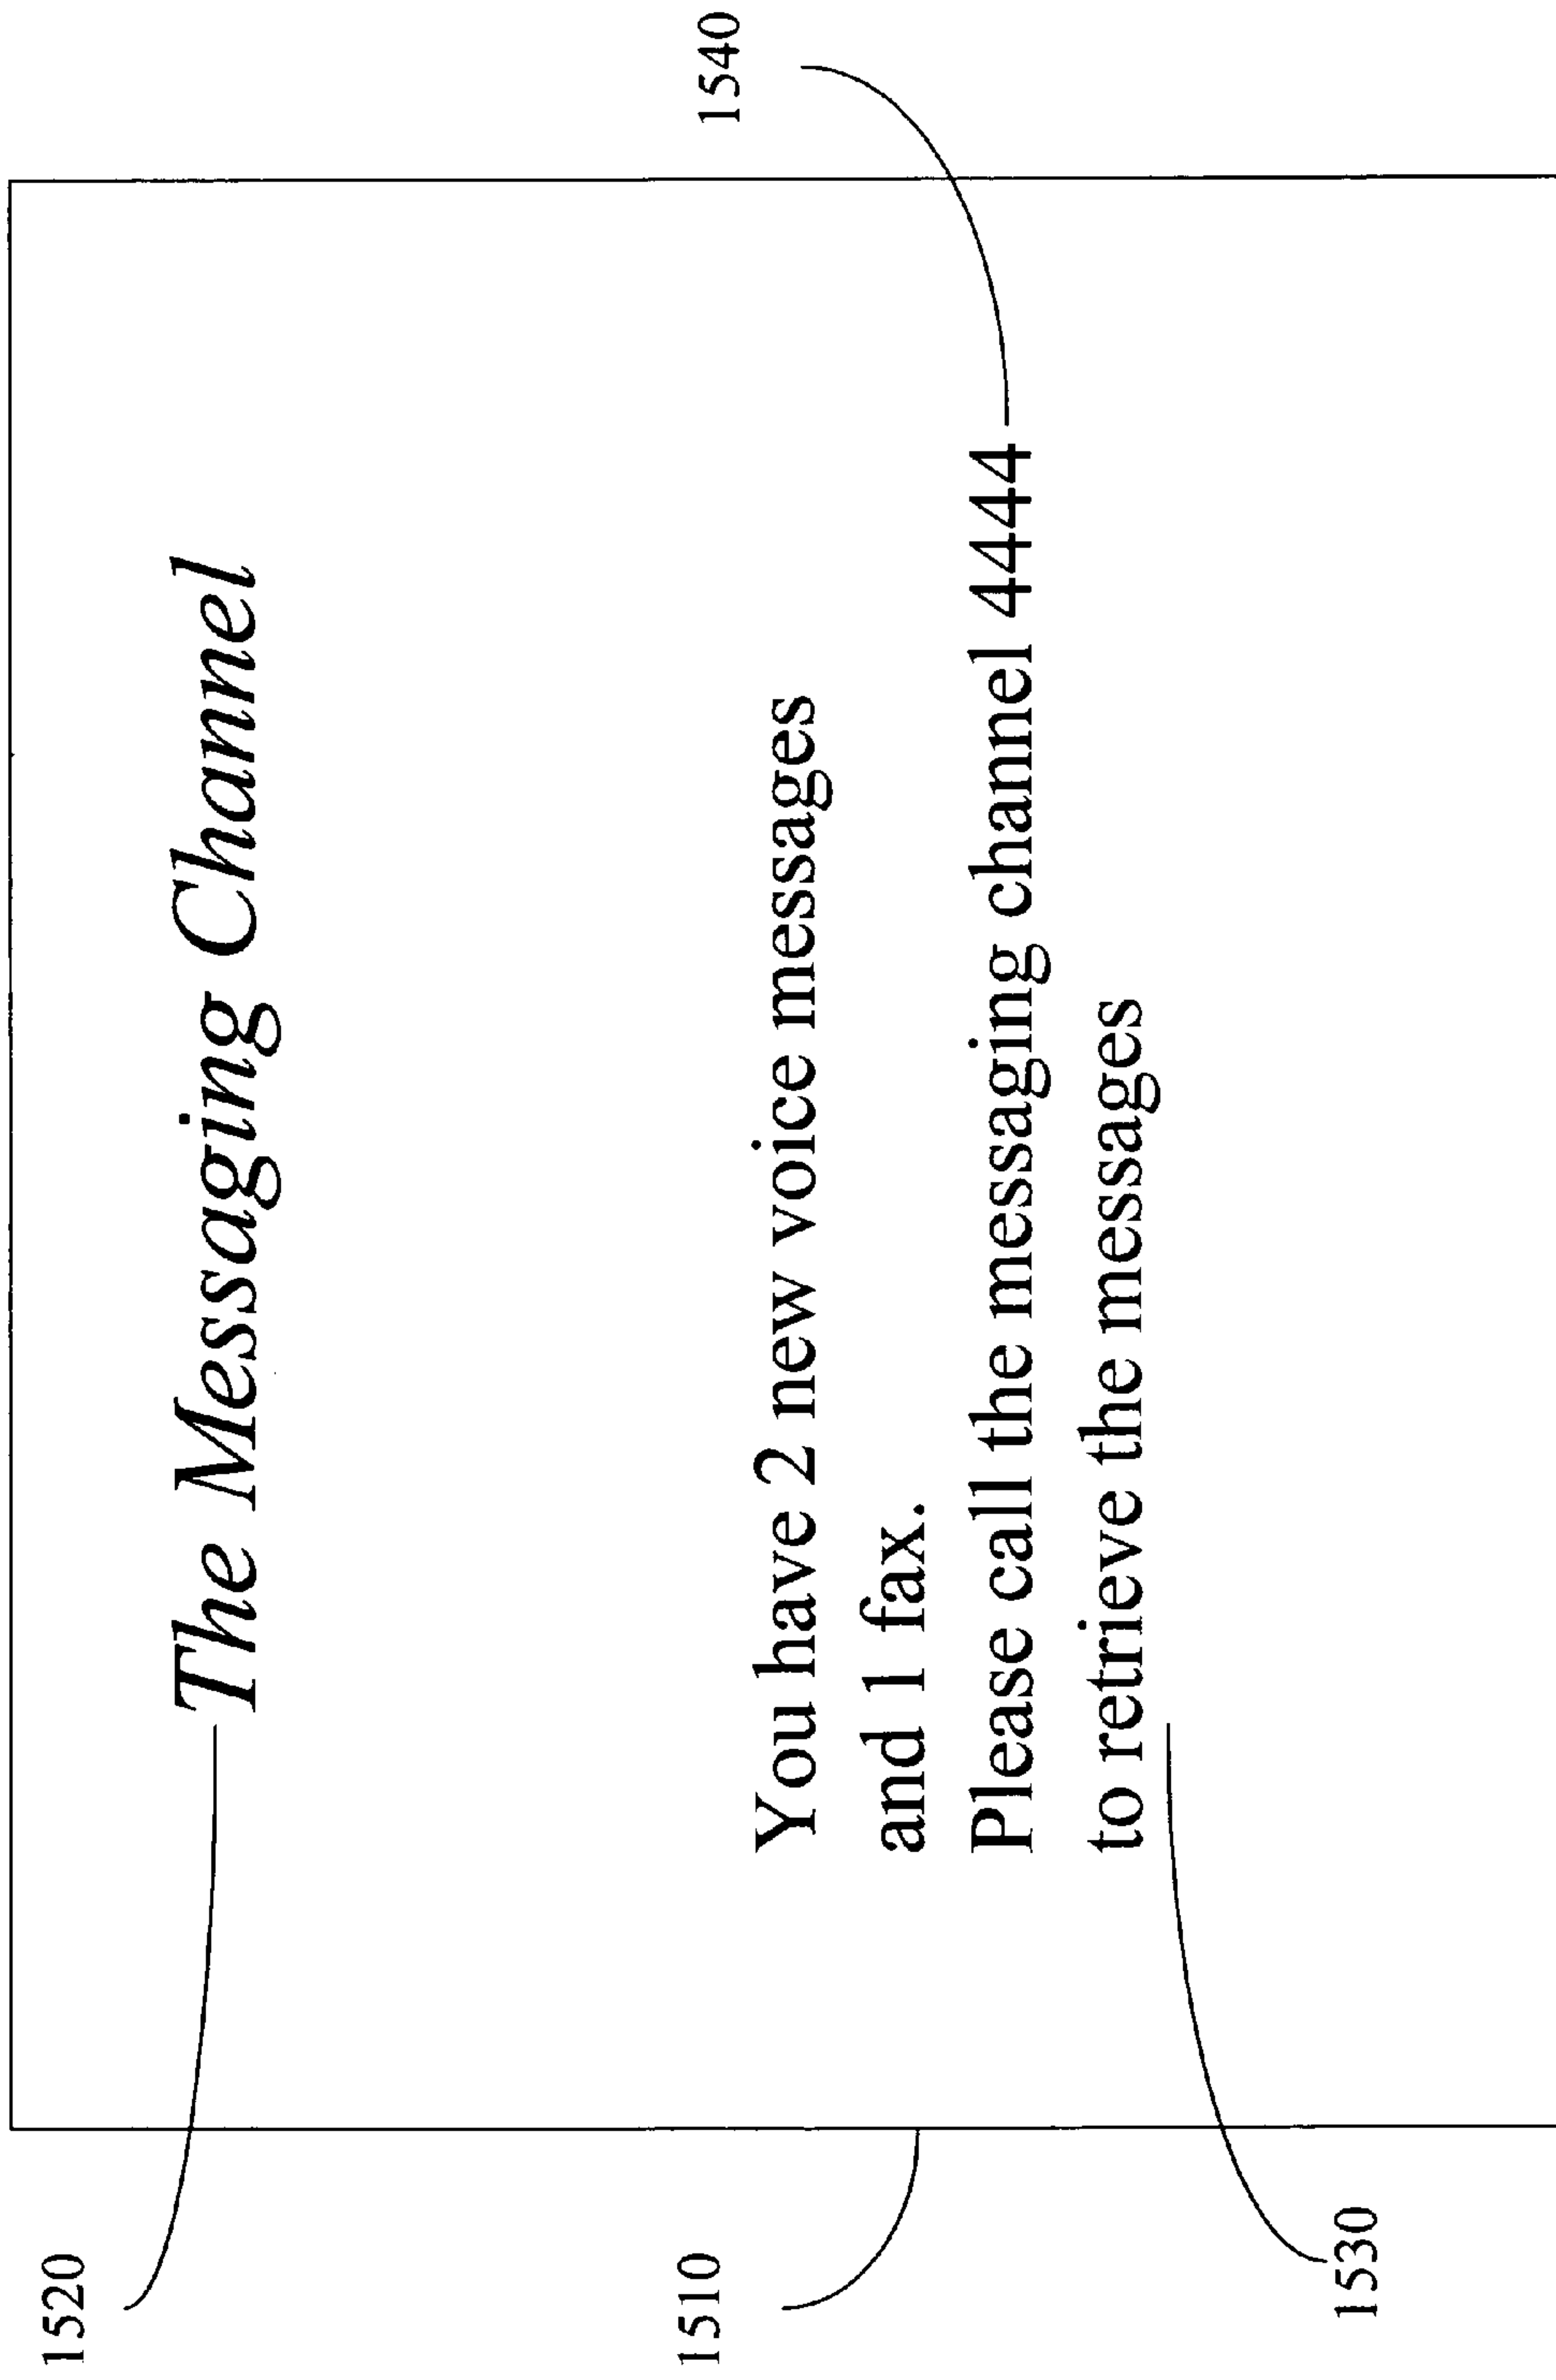 1520
The Messaging Channel
1510
You have 2 new voice messages
and 1 fax.
1540
Please call the messaging channel 4444
to retrieve the messages
1530